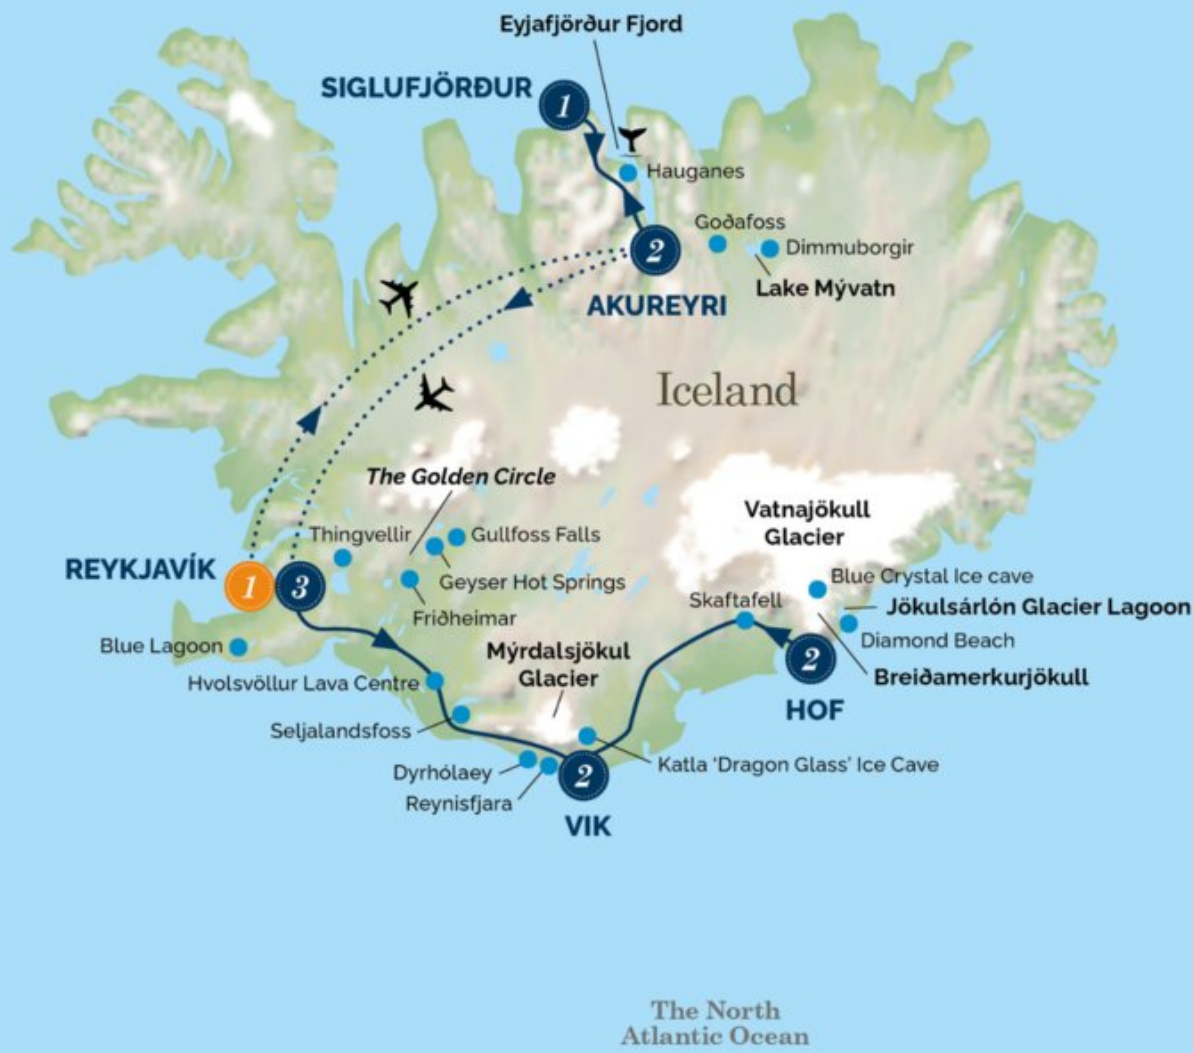 Eyjafjörður Fjord
SIGLUFJÖRÐUR
1
Hauganes
Goðafoss
2
Dimmuborgir
Lake Mývatn
AKUREYRI
Iceland
The Golden Circle
Vatnajökull
Glacier
Thingvellir
Gullfoss Falls
REYKJAVÍK
1
3
Geyser Hot Springs
Blue Crystal Ice cave
Friðheimar
Skaftafell
Jökulsárlón Glacier Lagoon
Blue Lagoon
Diamond Beach
Mýrdalsjökul
Glacier
2
Breiðamerkurjökull
Hvolsvöllur Lava Centre
HOF
Seljalandsfoss
Dyrhólaey
Katla 'Dragon Glass' Ice Cave
2
Reynisfjara
VIK
The North
Atlantic Ocean